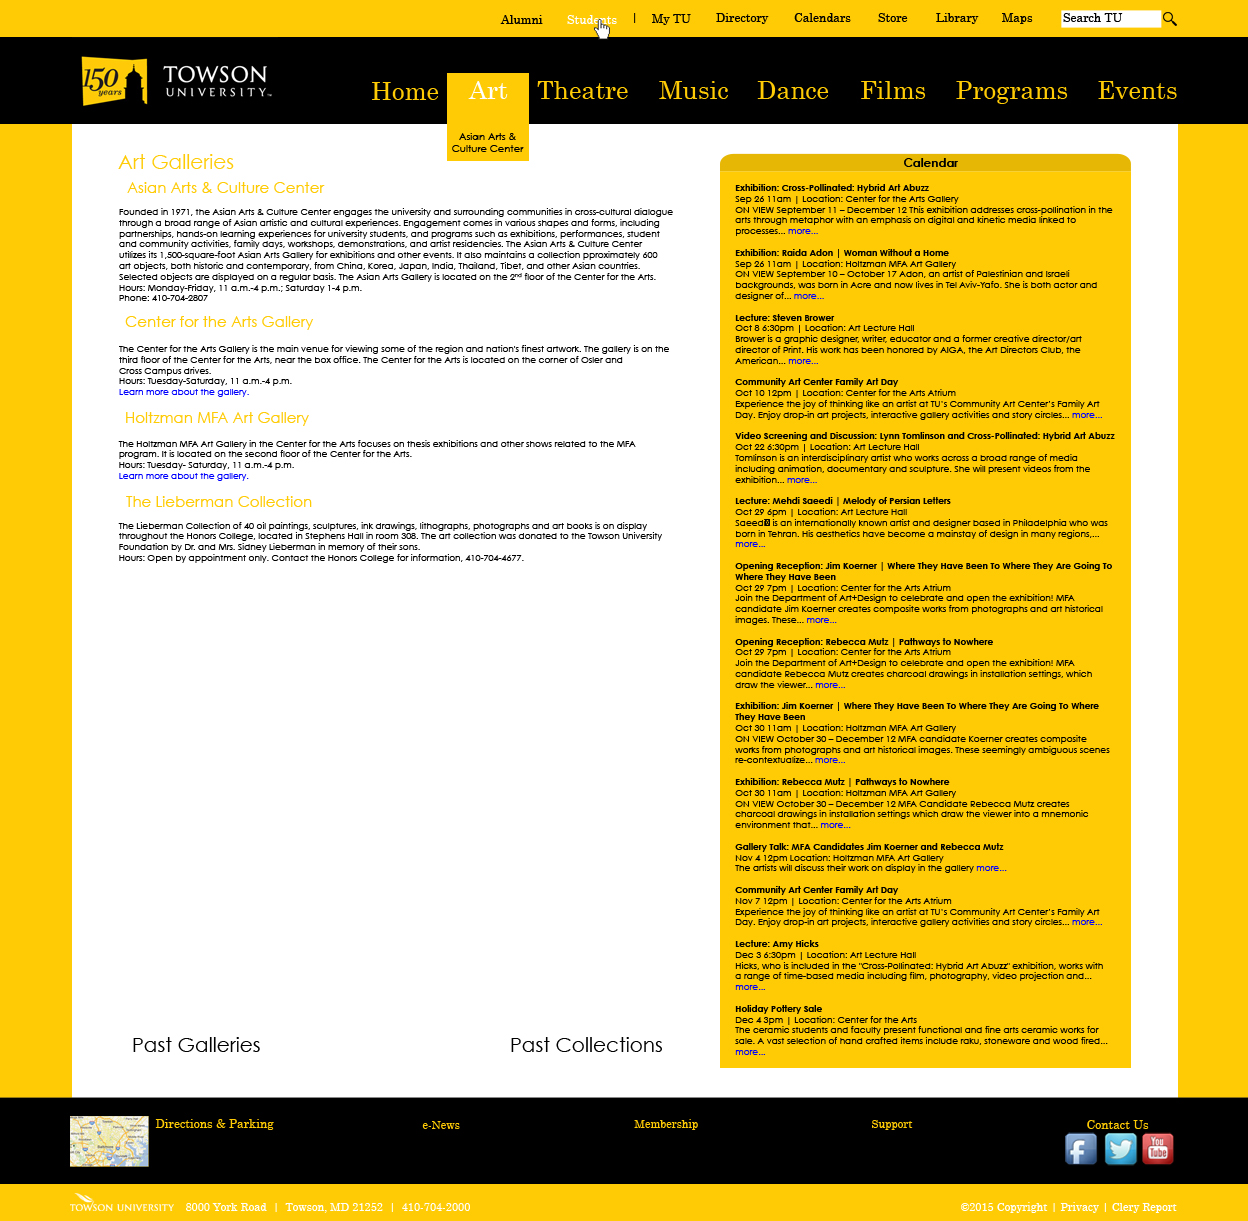 Alumni Students | My TU Directory Calendars Store Library Maps Search TU
150 years TOWSON UNIVERSITY™
Home Art Theatre Music Dance Films Programs Events
Asian Arts &
Culture Center
Art Galleries
Asian Arts & Culture Center
Founded in 1971, the Asian Arts & Culture Center engages the university and surrounding communities in cross-cultural dialogue
through a broad range of Asian artistic and cultural experiences. Engagement comes in various shapes and forms, including
partnerships, hands-on learning experiences for university students, and programs such as exhibitions, performances, student
and community activities, family days, workshops, demonstrations, and artist residencies. The Asian Arts & Culture Center
utilizes its 1,500-square-foot Asian Arts Gallery for exhibitions and other events. It also maintains a collection pproximately 600
art objects, both historic and contemporary, from China, Korea, Japan, India, Thailand, Tibet, and other Asian countries.
Selected objects are displayed on a regular basis. The Asian Arts Gallery is located on the 2nd floor of the Center for the Arts.
Hours: Monday-Friday, 11 a.m.-4 p.m.; Saturday 1-4 p.m.
Phone: 410-704-2807
Center for the Arts Gallery
The Center for the Arts Gallery is the main venue for viewing some of the region and nation's finest artwork. The gallery is on the
third floor of the Center for the Arts, near the box office. The Center for the Arts is located on the corner of Osler and
Cross Campus drives.
Hours: Tuesday-Saturday, 11 a.m.-4 p.m.
Learn more about the gallery.
Holtzman MFA Art Gallery
The Holtzman MFA Art Gallery in the Center for the Arts focuses on thesis exhibitions and other shows related to the MFA
program. It is located on the second floor of the Center for the Arts.
Hours: Tuesday- Saturday, 11 a.m.-4 p.m.
Learn more about the gallery.
The Lieberman Collection
The Lieberman Collection of 40 oil paintings, sculptures, ink drawings, lithographs, photographs and art books is on display
throughout the Honors College, located in Stephens Hall in room 308. The art collection was donated to the Towson University
Foundation by Dr. and Mrs. Sidney Lieberman in memory of their sons.
Hours: Open by appointment only. Contact the Honors College for information, 410-704-4677.
Past Galleries Past Collections
Calendar
Exhibition: Cross-Pollinated: Hybrid Art Abuzz
Sep 26 11am | Location: Center for the Arts Gallery
ON VIEW September 11 – December 12 This exhibition addresses cross-pollination in the
arts through metaphor with an emphasis on digital and kinetic media linked to
processes... more...
Exhibition: Raida Adon | Woman Without a Home
Sep 26 11am | Location: Holtzman MFA Art Gallery
ON VIEW September 10 – October 17 Adon, an artist of Palestinian and Israeli
backgrounds, was born in Acre and now lives in Tel Aviv-Yafo. She is both actor and
designer of... more...
Lecture: Steven Brower
Oct 8 6:30pm | Location: Art Lecture Hall
Brower is a graphic designer, writer, educator and a former creative director/art
director of Print. His work has been honored by AIGA, the Art Directors Club, the
American... more...
Community Art Center Family Art Day
Oct 10 12pm | Location: Center for the Arts Atrium
Experience the joy of thinking like an artist at TU's Community Art Center's Family Art
Day. Enjoy drop-in art projects, interactive gallery activities and story circles... more...
Video Screening and Discussion: Lynn Tomlinson and Cross-Pollinated: Hybrid Art Abuzz
Oct 22 6:30pm | Location: Art Lecture Hall
Tomlinson is an interdisciplinary artist who works across a broad range of media
including animation, documentary and sculpture. She will present videos from the
exhibition... more...
Lecture: Mehdi Saeedi | Melody of Persian Letters
Oct 29 6pm | Location: Art Lecture Hall
Saeed is an internationally known artist and designer based in Philadelphia who was
born in Tehran. His aesthetics have become a mainstay of design in many regions,...
more...
Opening Reception: Jim Koerner | Where They Have Been To Where They Are Going To
Where They Have Been
Oct 29 7pm | Location: Center for the Arts Atrium
Join the Department of Art+Design to celebrate and open the exhibition! MFA
candidate Jim Koerner creates composite works from photographs and art historical
images. These... more...
Opening Reception: Rebecca Mutz | Pathways to Nowhere
Oct 29 7pm | Location: Center for the Arts Atrium
Join the Department of Art+Design to celebrate and open the exhibition! MFA
candidate Rebecca Mutz creates charcoal drawings in installation settings, which
draw the viewer... more...
Exhibition: Jim Koerner | Where They Have Been To Where They Are Going To Where
They Have Been
Oct 30 11am | Location: Holtzman MFA Art Gallery
ON VIEW October 30 – December 12 MFA candidate Koerner creates composite
works from photographs and art historical images. These seemingly ambiguous scenes
re-contextualize... more...
Exhibition: Rebecca Mutz | Pathways to Nowhere
Oct 30 11am | Location: Holtzman MFA Art Gallery
ON VIEW October 30 – December 12 MFA Candidate Rebecca Mutz creates
charcoal drawings in installation settings which draw the viewer into a mnemonic
environment that... more...
Gallery Talk: MFA Candidates Jim Koerner and Rebecca Mutz
Nov 4 12pm Location: Holtzman MFA Art Gallery
The artists will discuss their work on display in the gallery more...
Community Art Center Family Art Day
Nov 7 12pm | Location: Center for the Arts Atrium
Experience the joy of thinking like an artist at TU's Community Art Center's Family Art
Day. Enjoy drop-in art projects, interactive gallery activities and story circles... more...
Lecture: Amy Hicks
Dec 3 6:30pm | Location: Art Lecture Hall
Hicks, who is included in the "Cross-Pollinated: Hybrid Art Abuzz" exhibition, works with
a range of time-based media including film, photography, video projection and...
more...
Holiday Pottery Sale
Dec 4 3pm | Location: Center for the Arts
The ceramic students and faculty present functional and fine arts ceramic works for
sale. A vast selection of hand crafted items include raku, stoneware and wood fired...
more...
Directions & Parking e-News Membership Support Contact Us
You Tube
TOWSON UNIVERSITY 8000 York Road | Towson, MD 21252 | 410-704-2000 ©2015 Copyright | Privacy | Clery Report